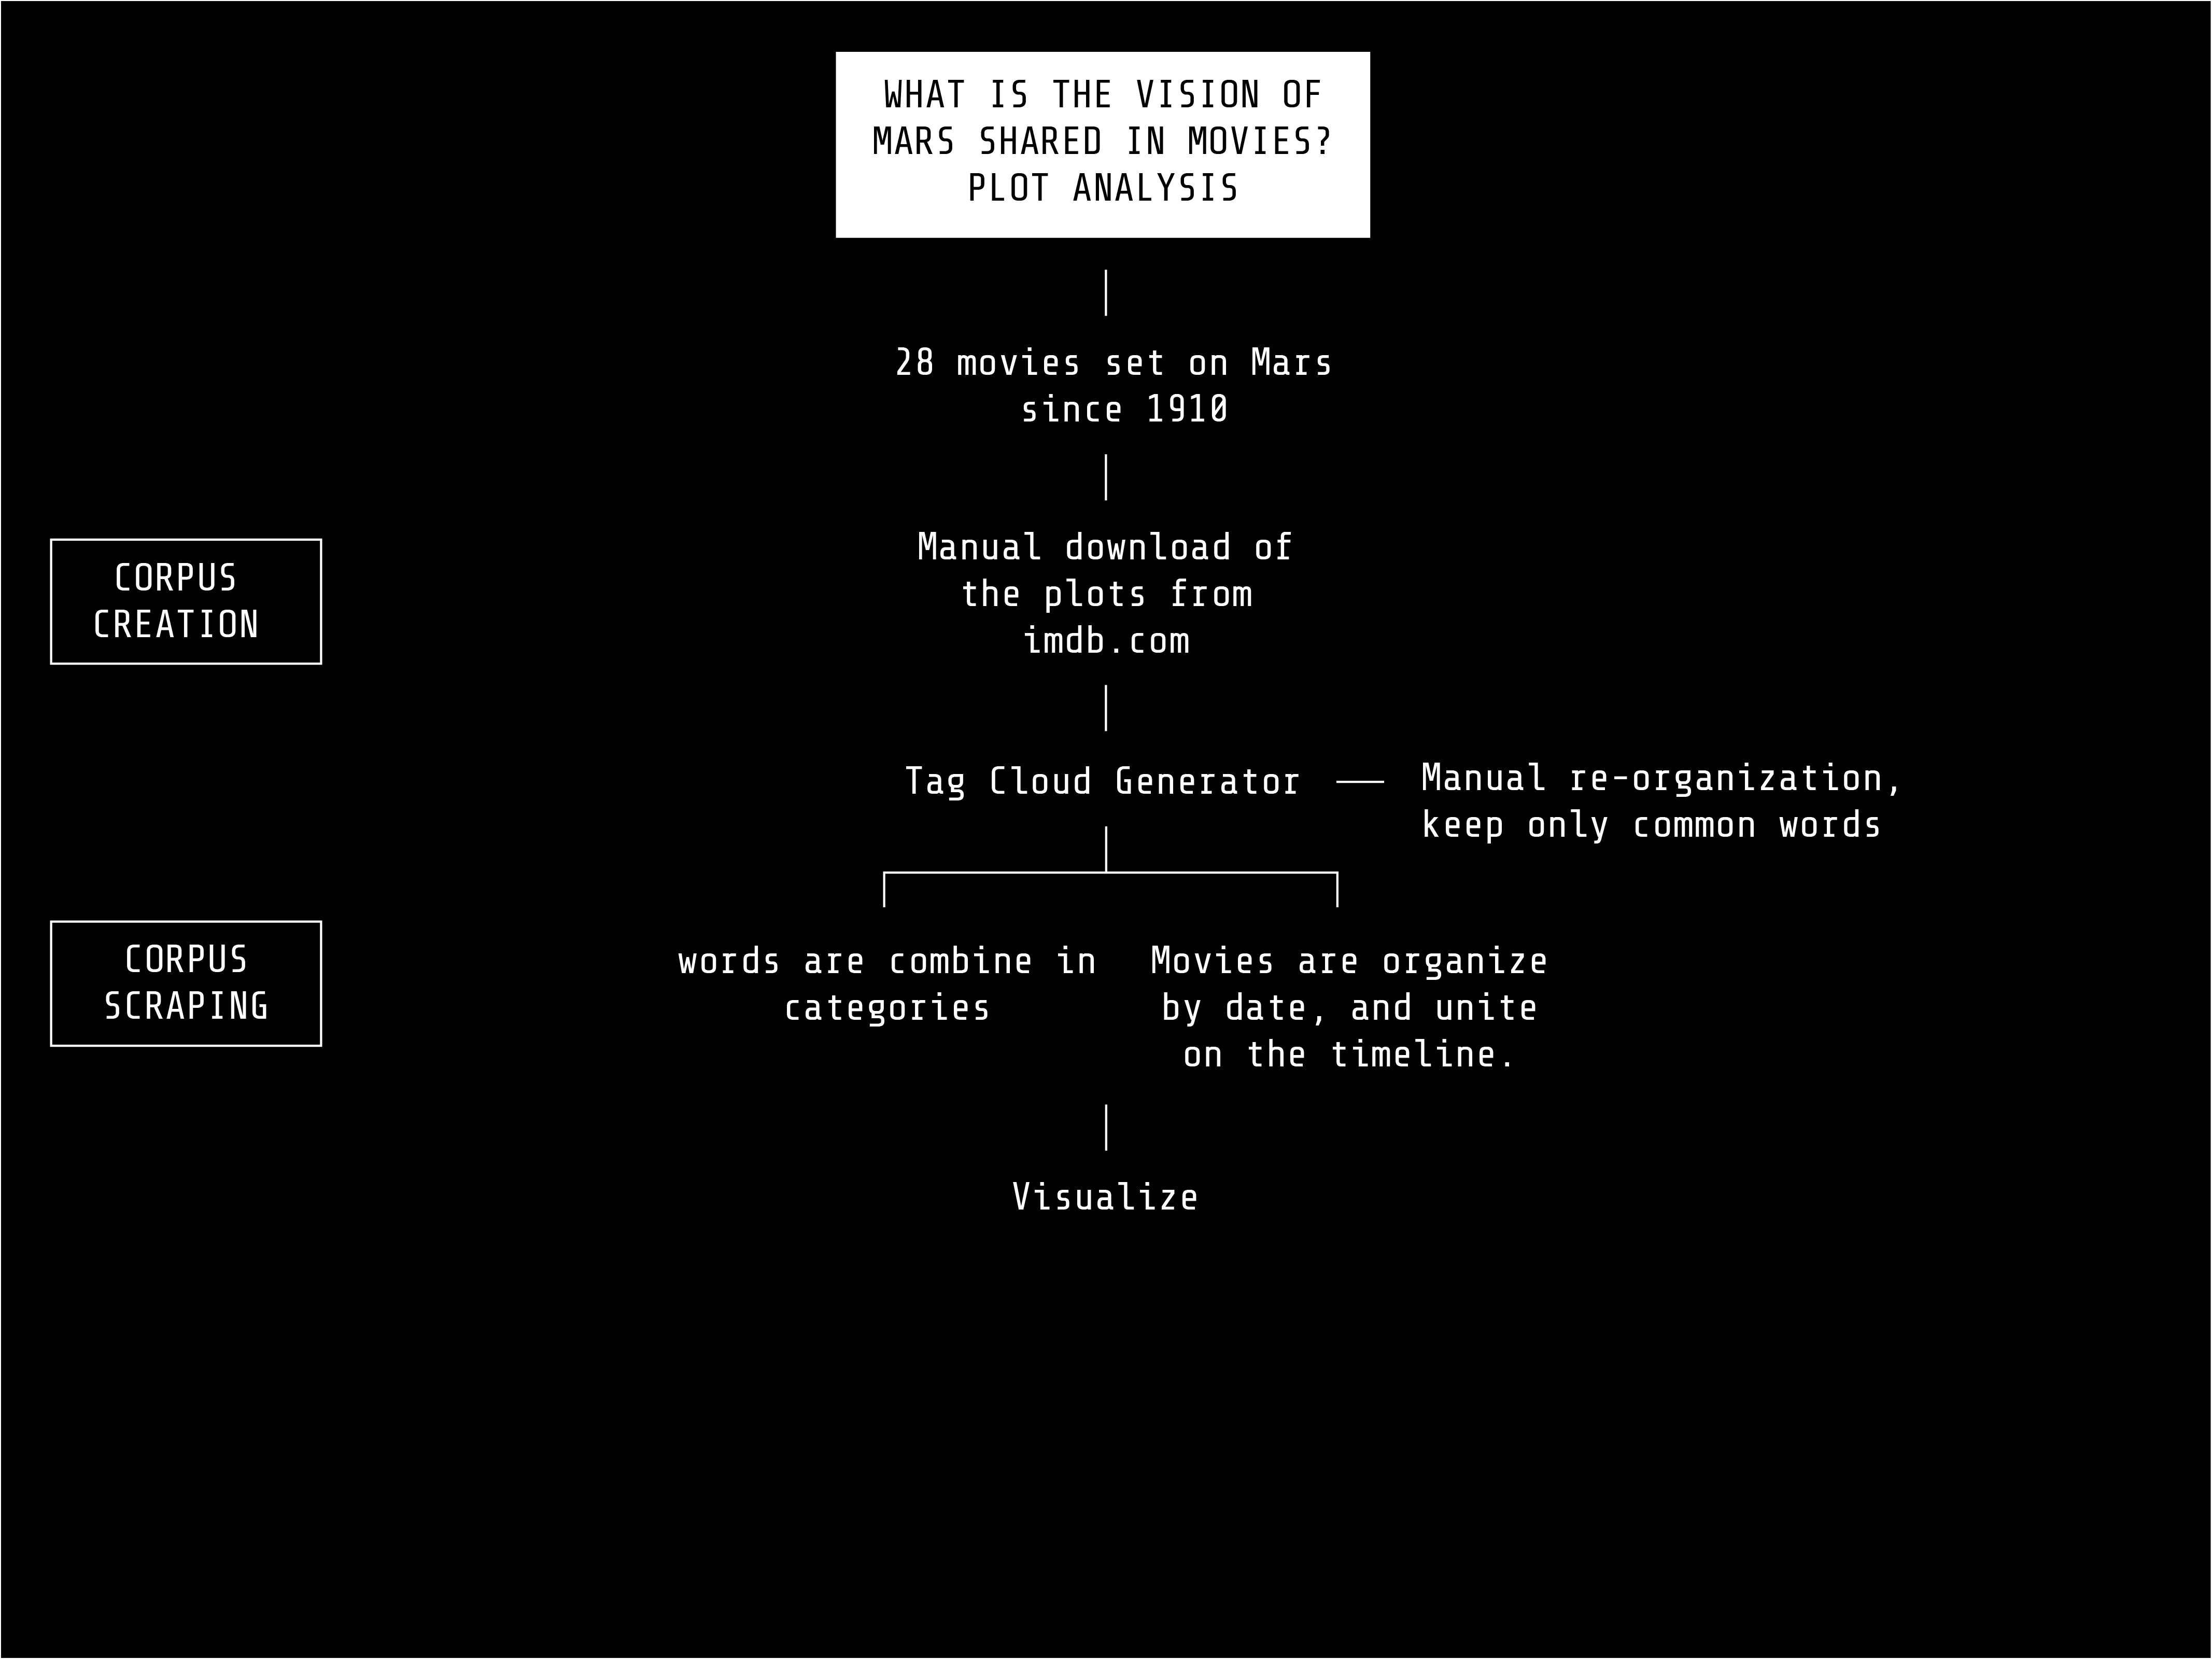 WHAT IS THE VISION OF
MARS SHARED IN MOVIES?
PLOT ANALYSIS
28 movies set on Mars
since 1910
CORPUS
CREATION
Manual download of
the plots from
imdb.com
Tag Cloud Generator
Manual re-organization,
keep only common words
CORPUS
SCRAPING
words are combine in
categories
Movies are organize
by date, and unite
on the timeline.
Visualize